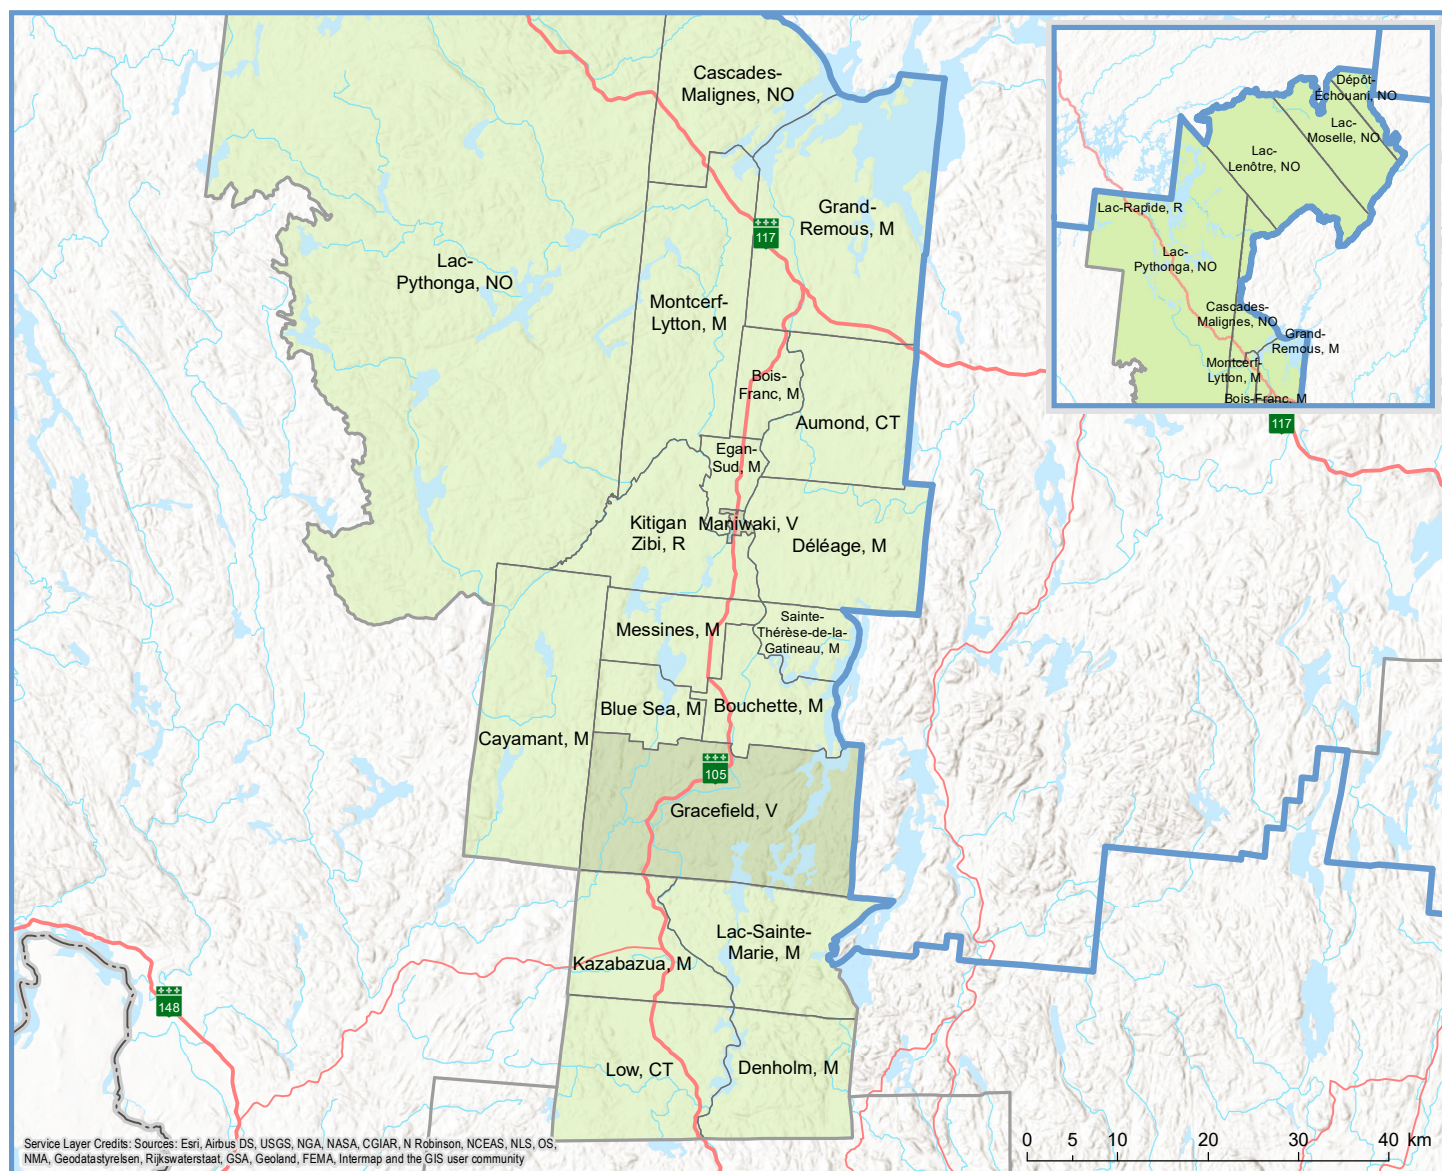 Cascades-
Malignes, NO
Grand-
Remous, M
117
Lac-
Pythonga, NO
Montcerf-
Lytton, M
Bois-
Franc, M
Aumond, CT
Egan-
Sud, M
Kitigan
Zibi, R
Maniwaki, V
Déléage, M
Messines, M
Sainte-
Thérèse-de-la-
Gatineau, M
Blue Sea, M
Bouchette, M
Cayamant, M
105
Gracefield, V
Lac-Sainte-
Marie, M
Kazabazua, M
148
Low, CT
Denholm, M
Dépôt-
Échouani, NO
Lac-
Moselle, NO
Lac-
Lenôtre, NO
Lac-Rapide, R
Lac-
Pythonga, NO
Cascades-
Malignes, NO
Grand-
Remous, M
Montcerf-
Lytton, M
Bois-Franc, M
117
Service Layer Credits: Sources: Esri, Airbus DS, USGS, NGA, NASA, CGIAR, N Robinson, NCEAS, NLS, OS,
NMA, Geodatastyrelsen, Rijkswaterstaat, GSA, Geoland, FEMA, Intermap and the GIS user community
0 5 10 20 30 40 km